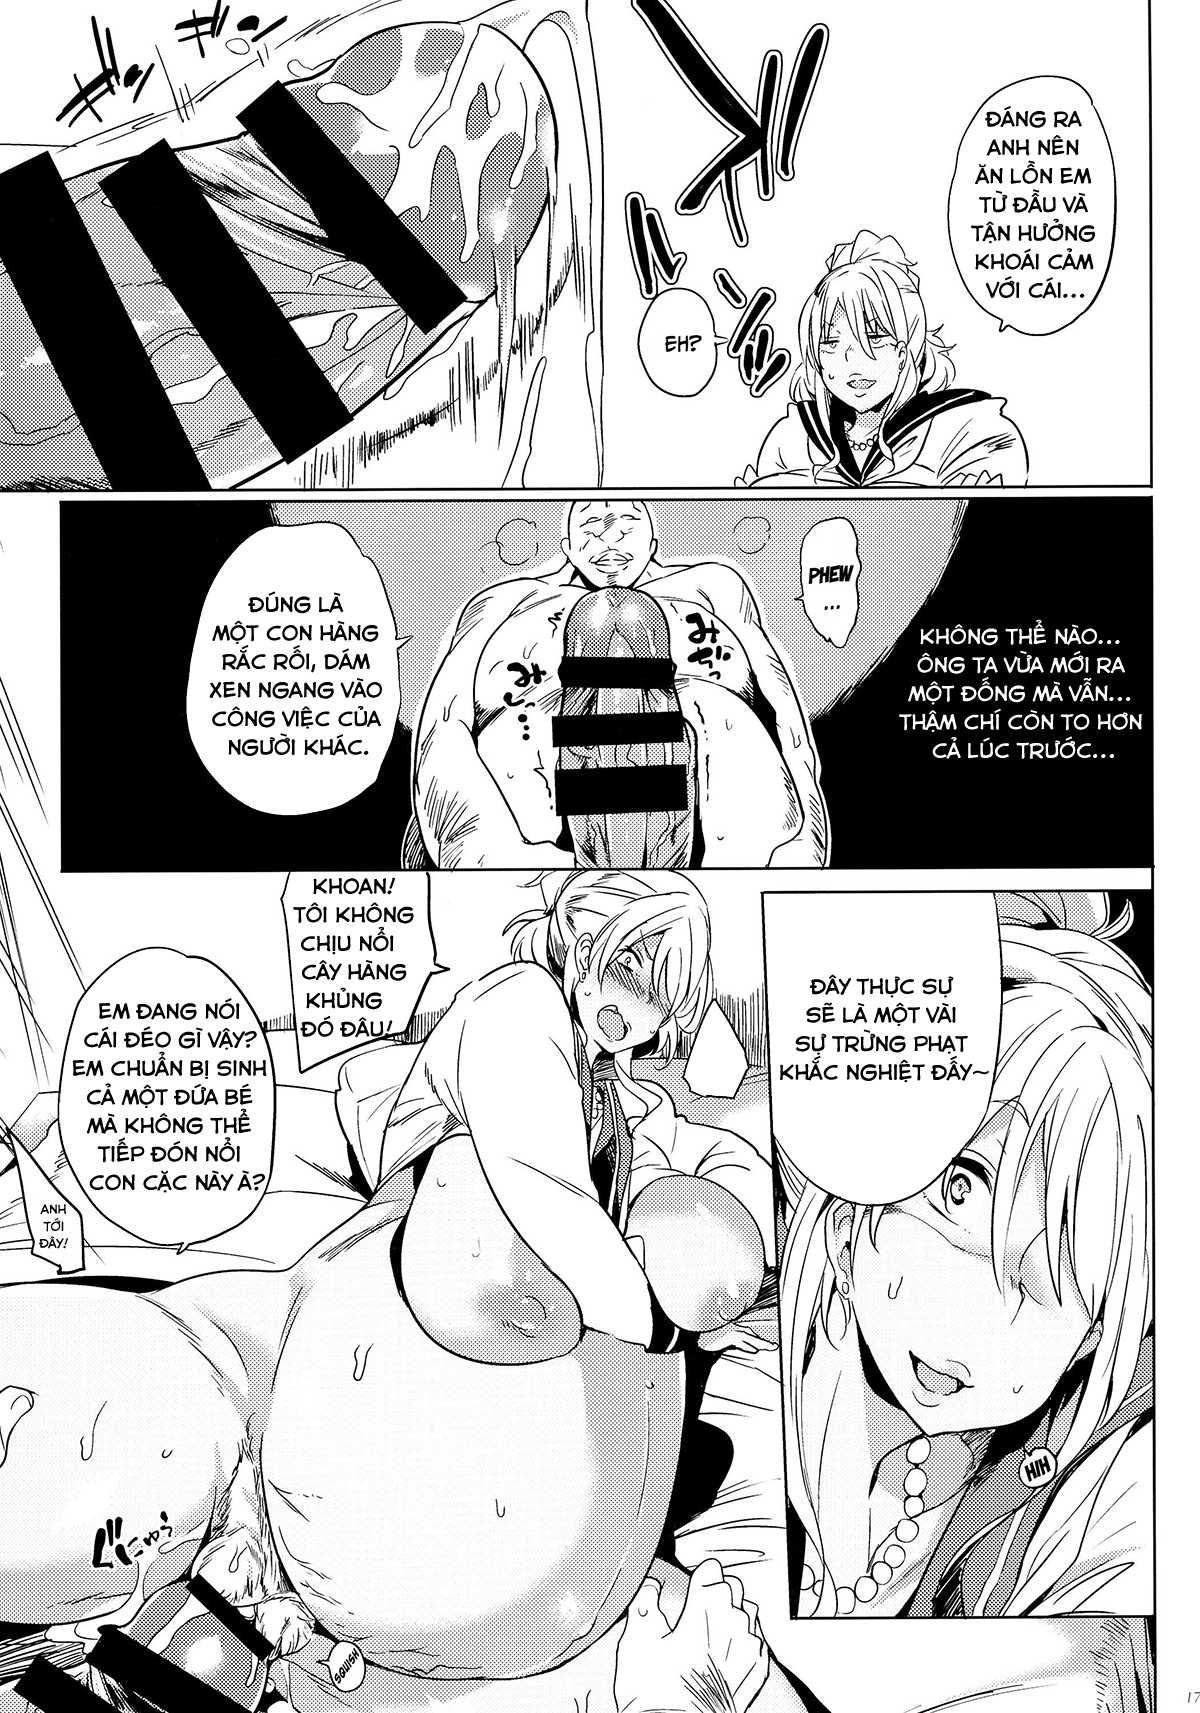 ĐÁNG RA
ANH NÊN
ĂN LỒN EM
TỪ ĐẦU VÀ
TẬN HƯỞNG
KHOÁI CẢM
VỚI CÁI...
EH?
PHEW
...
KHÔNG THỂ NÀO...
ÔNG TA VỪA MỚI RA
MỘT ĐỐNG MÀ VẪN...
THẬM CHÍ CÒN TO HƠN
CẢ LÚC TRƯỚC...
ĐÚNG LÀ
MỘT CON HÀNG
RẮC RỐI, DÁM
XEN NGANG VÀO
CÔNG VIỆC CỦA
NGƯỜI KHÁC.
ĐÂY THỰC SỰ
SẼ LÀ MỘT VÀI
SỰ TRỪNG PHẠT
KHẮC NGHIỆT ĐẤY~
HIH
KHOAN!
TÔI KHÔNG
CHỊU NỔI
CÂY HÀNG
KHỦNG
ĐÓ ĐÂU!
EM ĐANG NÓI
CÁI ĐÉO GÌ VẬY?
EM CHUẨN BỊ SINH
CẢ MỘT ĐỨA BÉ
MÀ KHÔNG THỂ
TIẾP ĐÓN NỔI
CON CẶC NÀY À?
ANH
TỚI
ĐÂY!
にゅう
SQUISH
17